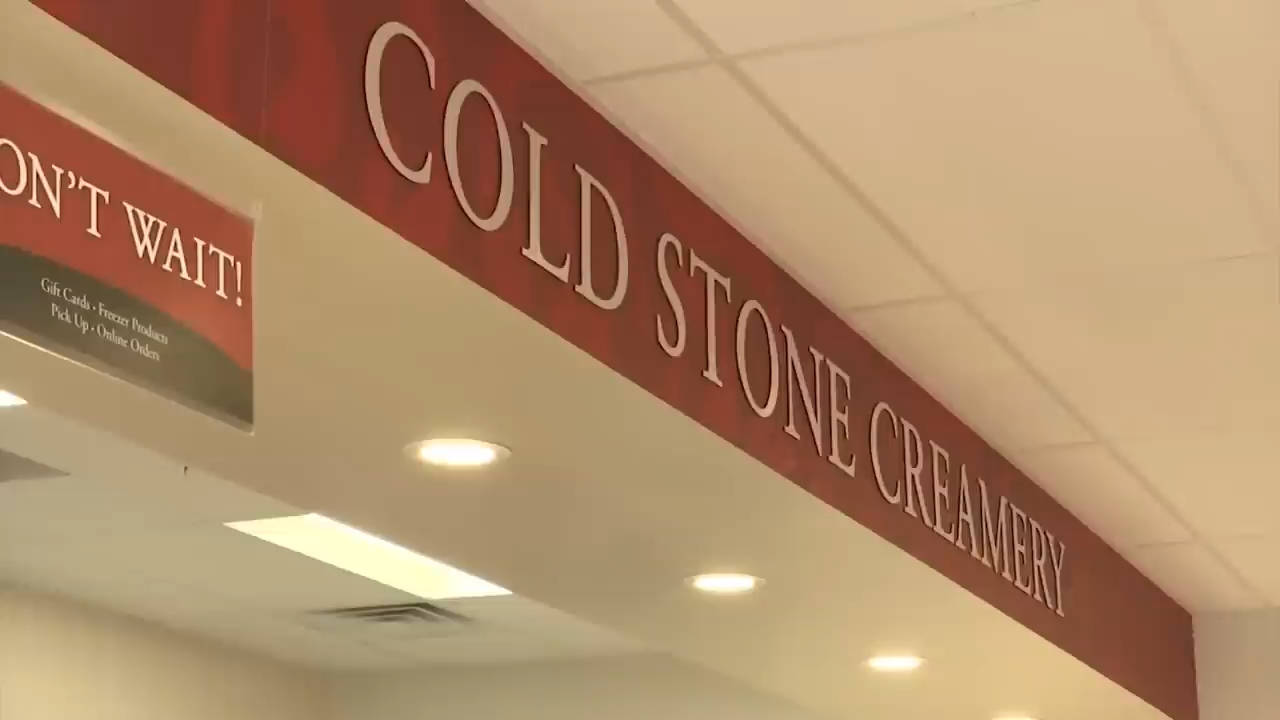 COLD STONE CREAMERY
ON'T WAIT!
Gift Cards • Freezer Products
Pick Up • Online Orders